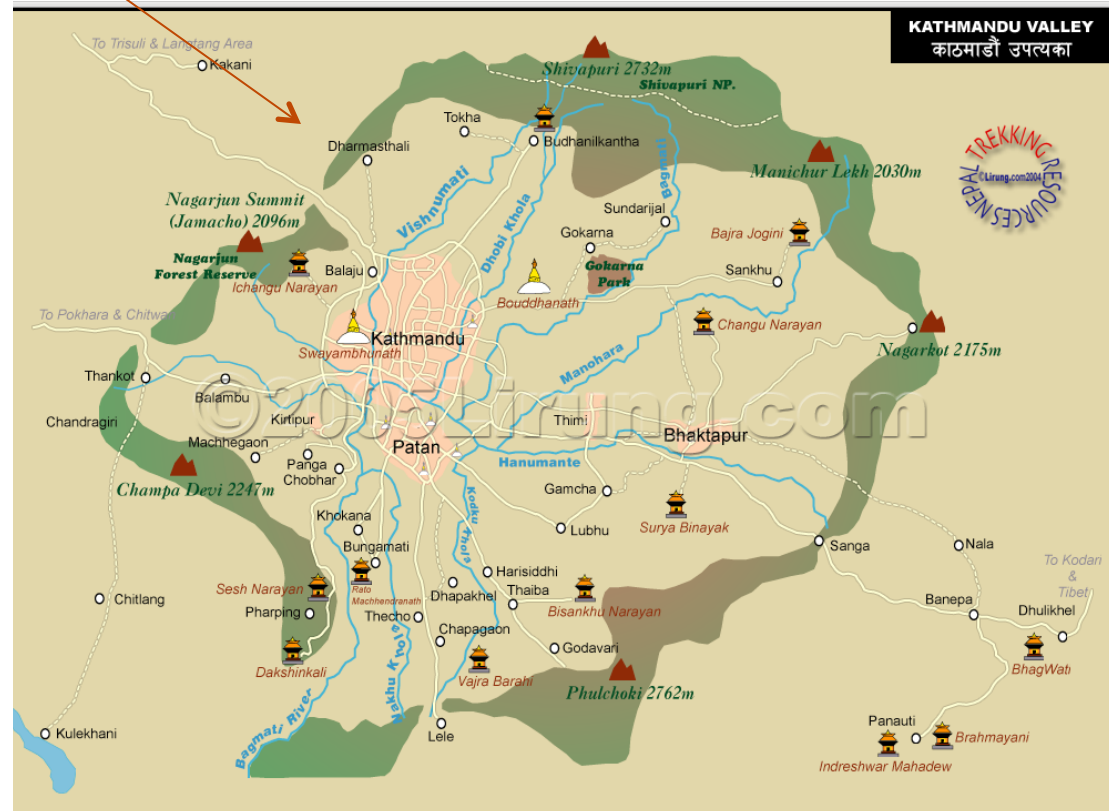 KATHMANDU VALLEY
काठमाडौं उपत्यका
To Trisuli & Langtang Area
Kakani
Shivapuri 2732m
Shivapuri NP.
Tokha
Budhanilkantha
Dharmasthali
Manichur Lekh 2030m
NEPAL TREKKING RESOURCES
©Lirung.com2004
Vishnumati
Dhobi Khola
Bagmati
Nagarjun Summit
(Jamacho) 2096m
Sundarijal
Gokarna
Bajra Jogini
Nagarjun
Forest Reserve
Ichangu Narayan
Balaju
Gokarna
Park
Sankhu
Bouddhanath
To Pokhara & Chitwan
Changu Narayan
Kathmandu
Swayambhunath
Nagarkot 2175m
Manohara
Thankot
Balambu
©2005Lirung.com
Chandragiri
Kirtipur
Thimi
Bhaktapur
Machhegaon
Patan
Panga
Chobhar
Hanumante
Champa Devi 2247m
Gamcha
Kodku Khola
Khokana
Lubhu
Surya Binayak
Bungamati
Sanga
Nala
To Kodari
&
Tibet
Harisiddhi
Sesh Narayan
Rato
Machhendranath
Dhapakhel
Thaiba
Chitlang
Pharping
Thecho
Bisankhu Narayan
Banepa
Dhulikhel
Chapagaon
Nakhu Khola
Godavari
Dakshinkali
Vajra Barahi
BhagWati
Phulchoki 2762m
Bagmati River
Lele
Kulekhani
Panauti
Brahmayani
Indreshwar Mahadew